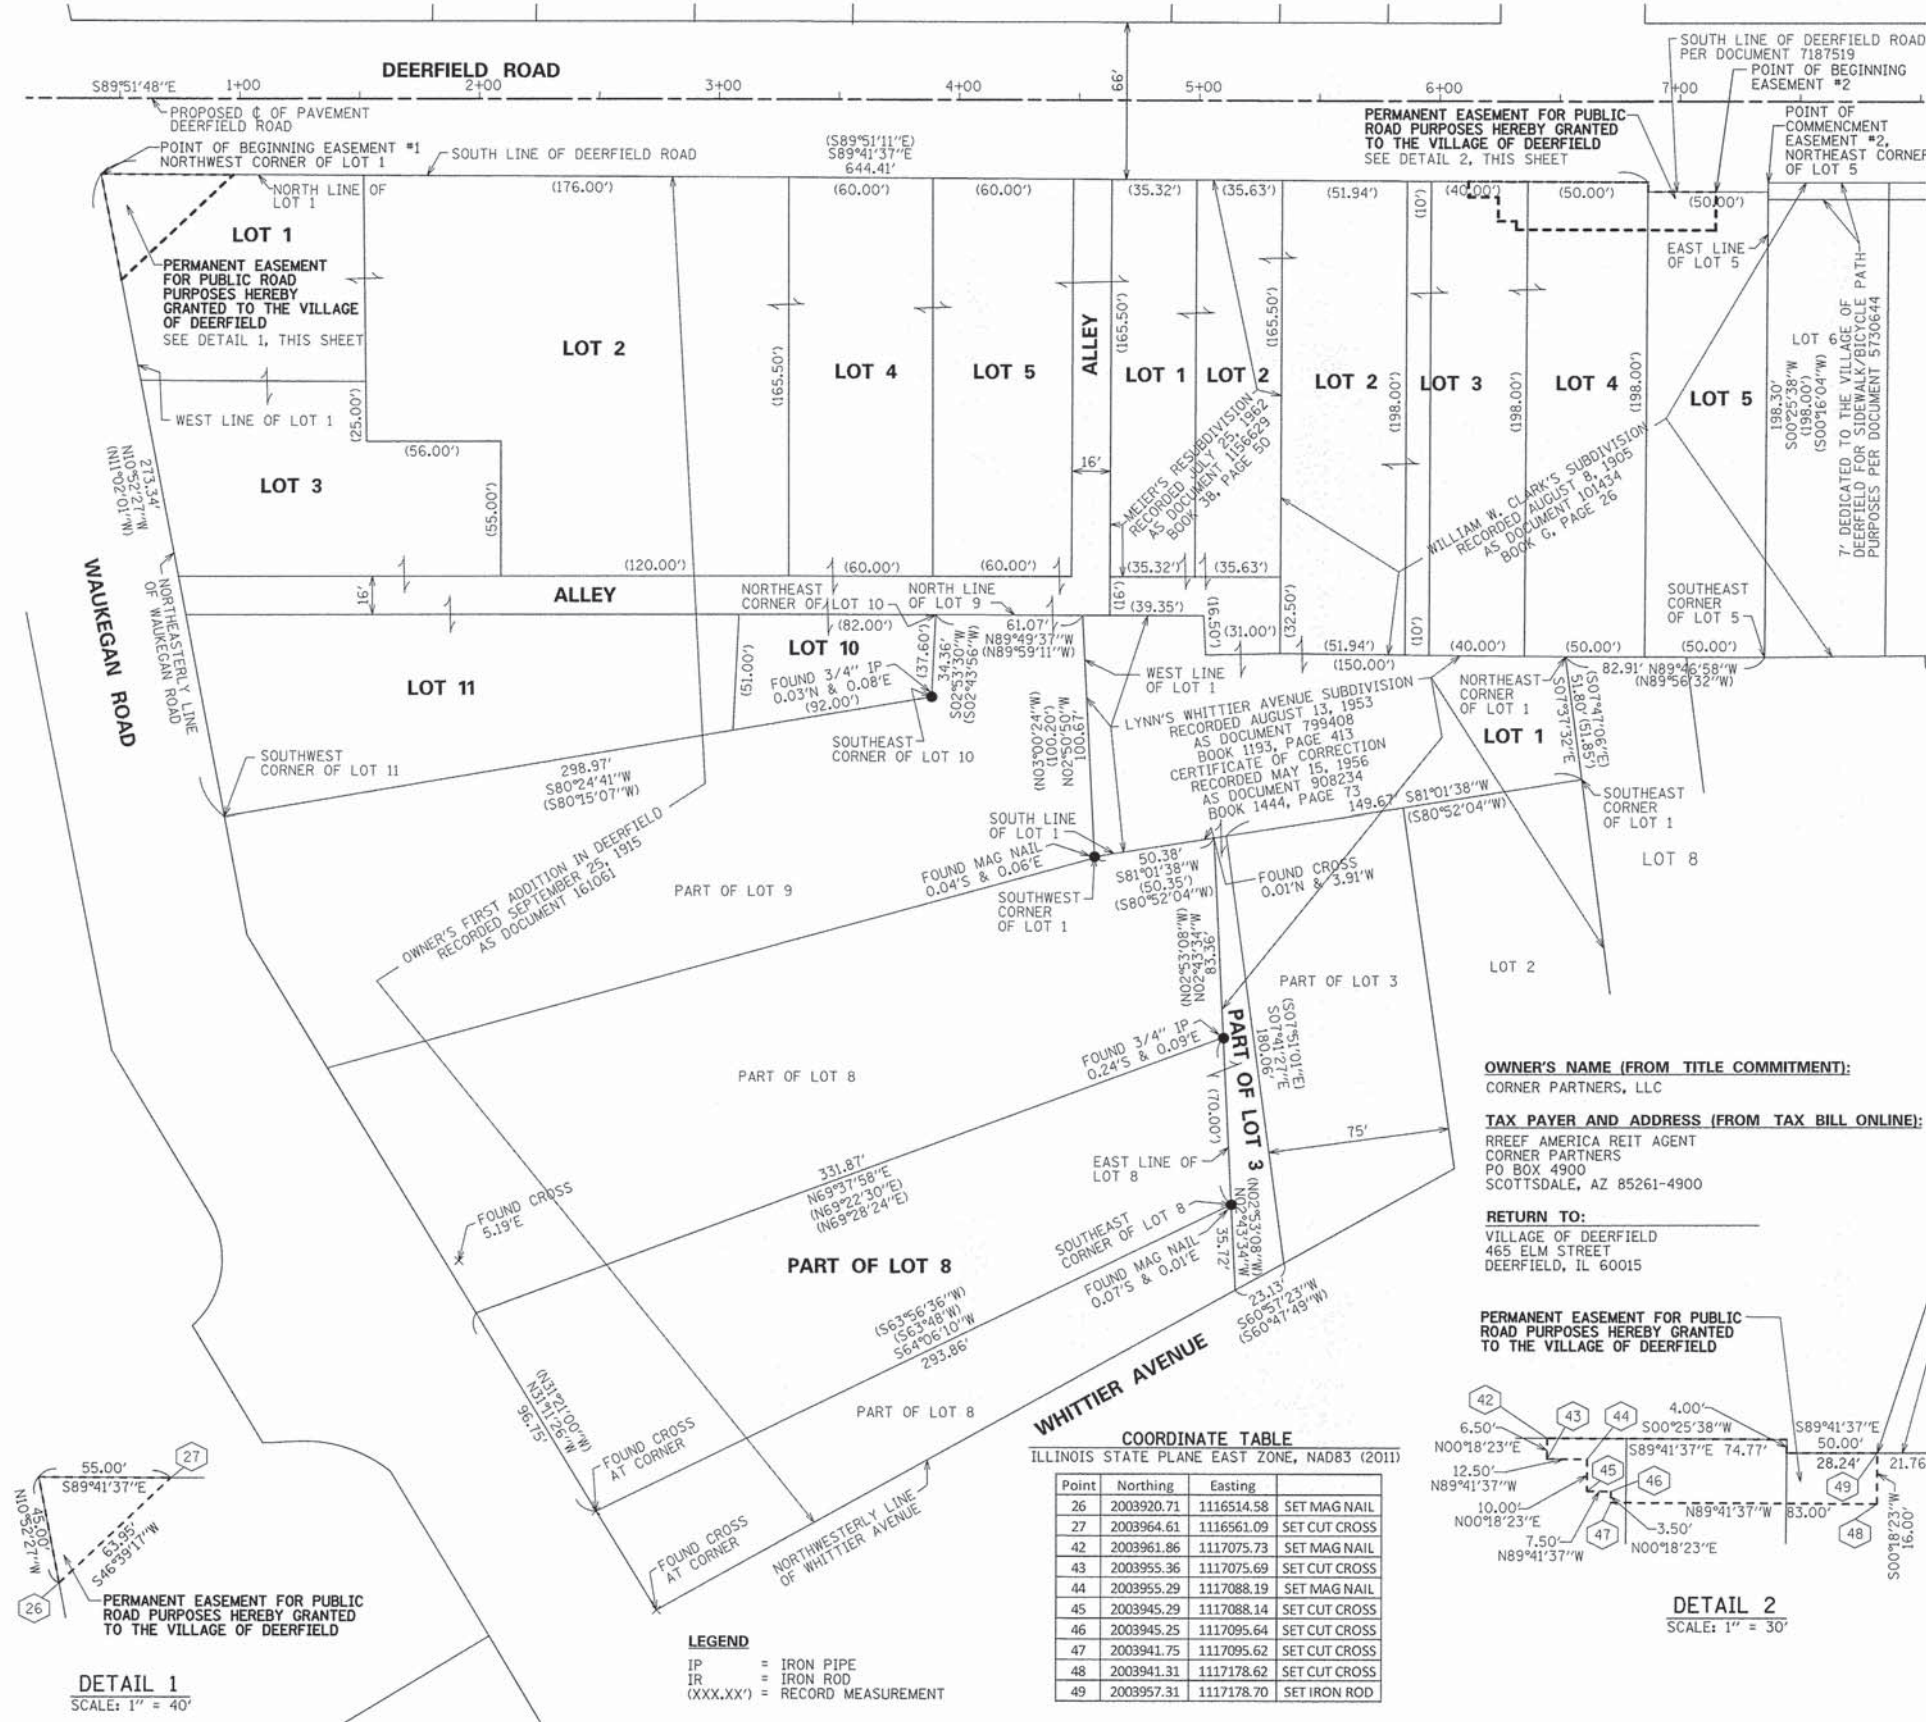 DEERFIELD ROAD
S89°51'48"E
1+00
2+00
3+00
4+00
5+00
6+00
7+00
66'
PROPOSED ℄ OF PAVEMENT
DEERFIELD ROAD
POINT OF BEGINNING EASEMENT #1
NORTHWEST CORNER OF LOT 1
SOUTH LINE OF DEERFIELD ROAD
(S89°51'11"E)
S89°41'37"E
644.41'
PERMANENT EASEMENT FOR PUBLIC
ROAD PURPOSES HEREBY GRANTED
TO THE VILLAGE OF DEERFIELD
SEE DETAIL 2, THIS SHEET
SOUTH LINE OF DEERFIELD ROAD
PER DOCUMENT 7187519
POINT OF BEGINNING
EASEMENT #2
POINT OF
COMMENCMENT
EASEMENT #2,
NORTHEAST CORNER
OF LOT 5
NORTH LINE OF
LOT 1
(176.00')
(60.00')
(60.00')
(35.32')
(35.63')
(51.94')
(10')
(40.00')
(50.00')
(50.00')
LOT 1
PERMANENT EASEMENT
FOR PUBLIC ROAD
PURPOSES HEREBY
GRANTED TO THE VILLAGE
OF DEERFIELD
SEE DETAIL 1, THIS SHEET
EAST LINE
OF LOT 5
LOT 2
(165.50')
LOT 4
LOT 5
ALLEY
(165.50')
LOT 1
LOT 2
(165.50')
LOT 2
(198.00')
LOT 3
(198.00')
LOT 4
(198.00')
LOT 5
LOT 6
198.30'
S00°25'38"W
(198.00')
(S00°16'04"W)
7' DEDICATED TO THE VILLAGE OF
DEERFIELD FOR SIDEWALK/BICYCLE PATH
PURPOSES PER DOCUMENT 5730644
WEST LINE OF LOT 1
(25.00')
(56.00')
LOT 3
(55.00')
273.34'
N10°52'27"W
(N11°02'01"W)
16'
MEIER'S RESUBDIVISION
RECORDED JULY 25, 1962
AS DOCUMENT 1156629
BOOK 38, PAGE 50
WILLIAM W. CLARK'S SUBDIVISION
RECORDED AUGUST 8, 1905
AS DOCUMENT 101434
BOOK G, PAGE 26
WAUKEGAN ROAD
NORTHEASTERLY LINE
OF WAUKEGAN ROAD
(120.00')
(60.00')
(60.00')
(35.32')
(35.63')
16'
ALLEY
NORTHEAST
CORNER OF LOT 10
NORTH LINE
OF LOT 9
(16')
(39.35')
(16.50')
(31.00')
(32.50')
(51.94')
(10')
(150.00')
(40.00')
(50.00')
(50.00')
SOUTHEAST
CORNER
OF LOT 5
82.91' N89°46'58"W
(N89°56'32"W)
(82.00')
LOT 10
(51.00')
(37.60')
34.36'
S02°53'30"W
(S02°43'56"W)
61.07'
N89°49'37"W
(N89°59'11"W)
FOUND 3/4" IP
0.03'N & 0.08'E
(92.00')
LOT 11
SOUTHEAST
CORNER OF LOT 10
SOUTHWEST
CORNER OF LOT 11
298.97'
S80°24'41"W
(S80°15'07"W)
WEST LINE
OF LOT 1
(N03°00'24"W)
(100.20')
N02°50'50"W
100.67'
LYNN'S WHITTIER AVENUE SUBDIVISION
RECORDED AUGUST 13, 1953
AS DOCUMENT 799408
BOOK 1193, PAGE 413
CERTIFICATE OF CORRECTION
RECORDED MAY 15, 1956
AS DOCUMENT 908234
BOOK 1444, PAGE 73
NORTHEAST
CORNER
OF LOT 1
LOT 1
(S07°47'06"E)
51.80' (51.85')
S07°37'32"E
149.67'
S81°01'38"W
(S80°52'04"W)
SOUTHEAST
CORNER
OF LOT 1
LOT 8
SOUTH LINE
OF LOT 1
FOUND MAG NAIL
0.04'S & 0.06'E
SOUTHWEST
CORNER
OF LOT 1
50.38'
S81°01'38"W
(50.35')
(S80°52'04"W)
FOUND CROSS
0.01'N & 3.91'W
OWNER'S FIRST ADDITION IN DEERFIELD
RECORDED SEPTEMBER 25, 1915
AS DOCUMENT 161061
PART OF LOT 9
(N02°53'08"W)
N02°43'34"W
83.36'
PART OF LOT 3
LOT 2
PART OF LOT 3
(S07°51'01"E)
S07°41'27"E
180.06'
75'
FOUND 3/4" IP
0.24'S & 0.09'E
PART OF LOT 8
(70.00')
EAST LINE OF
LOT 8
331.87'
N69°37'58"E
(N69°22'30"E)
(N69°28'24"E)
FOUND CROSS
5.19'E
PART OF LOT 8
SOUTHEAST
CORNER OF LOT 8
FOUND MAG NAIL
0.07'S & 0.01'E
(N02°53'08"W)
N02°43'34"W
35.72'
23.13'
S60°57'23"W
(S60°47'49"W)
(S63°56'36"W)
(S63°48'W)
S64°06'10"W
293.86'
(N31°21'00"W)
N31°11'26"W
96.75'
FOUND CROSS
AT CORNER
PART OF LOT 8
WHITTIER AVENUE
FOUND CROSS
AT CORNER
NORTHWESTERLY LINE
OF WHITTIER AVENUE
OWNER'S NAME (FROM TITLE COMMITMENT):
CORNER PARTNERS, LLC
TAX PAYER AND ADDRESS (FROM TAX BILL ONLINE):
RREEF AMERICA REIT AGENT
CORNER PARTNERS
PO BOX 4900
SCOTTSDALE, AZ 85261-4900
RETURN TO:
VILLAGE OF DEERFIELD
465 ELM STREET
DEERFIELD, IL 60015
PERMANENT EASEMENT FOR PUBLIC
ROAD PURPOSES HEREBY GRANTED
TO THE VILLAGE OF DEERFIELD
42
43
44
4.00'
6.50'
N00°18'23"E
S00°25'38"W
S89°41'37"E 74.77'
S89°41'37"E
50.00'
28.24'
21.76
12.50'
N89°41'37"W
45
46
49
10.00'
N00°18'23"E
N89°41'37"W
83.00'
48
7.50'
N89°41'37"W
47
3.50'
N00°18'23"E
S00°18'23"W
16.00'
DETAIL 2
SCALE: 1" = 30'
COORDINATE TABLE
ILLINOIS STATE PLANE EAST ZONE, NAD83 (2011)
Point Northing Easting
26 2003920.71 1116514.58 SET MAG NAIL
27 2003964.61 1116561.09 SET CUT CROSS
42 2003961.86 1117075.73 SET MAG NAIL
43 2003955.36 1117075.69 SET CUT CROSS
44 2003955.29 1117088.19 SET MAG NAIL
45 2003945.29 1117088.14 SET CUT CROSS
46 2003945.25 1117095.64 SET CUT CROSS
47 2003941.75 1117095.62 SET CUT CROSS
48 2003941.31 1117178.62 SET CUT CROSS
49 2003957.31 1117178.70 SET IRON ROD
27
55.00'
S89°41'37"E
45.00'
N10°52'27"W
63.95'
S46°39'17"W
26
PERMANENT EASEMENT FOR PUBLIC
ROAD PURPOSES HEREBY GRANTED
TO THE VILLAGE OF DEERFIELD
DETAIL 1
SCALE: 1" = 40'
LEGEND
IP = IRON PIPE
IR = IRON ROD
(XXX.XX') = RECORD MEASUREMENT